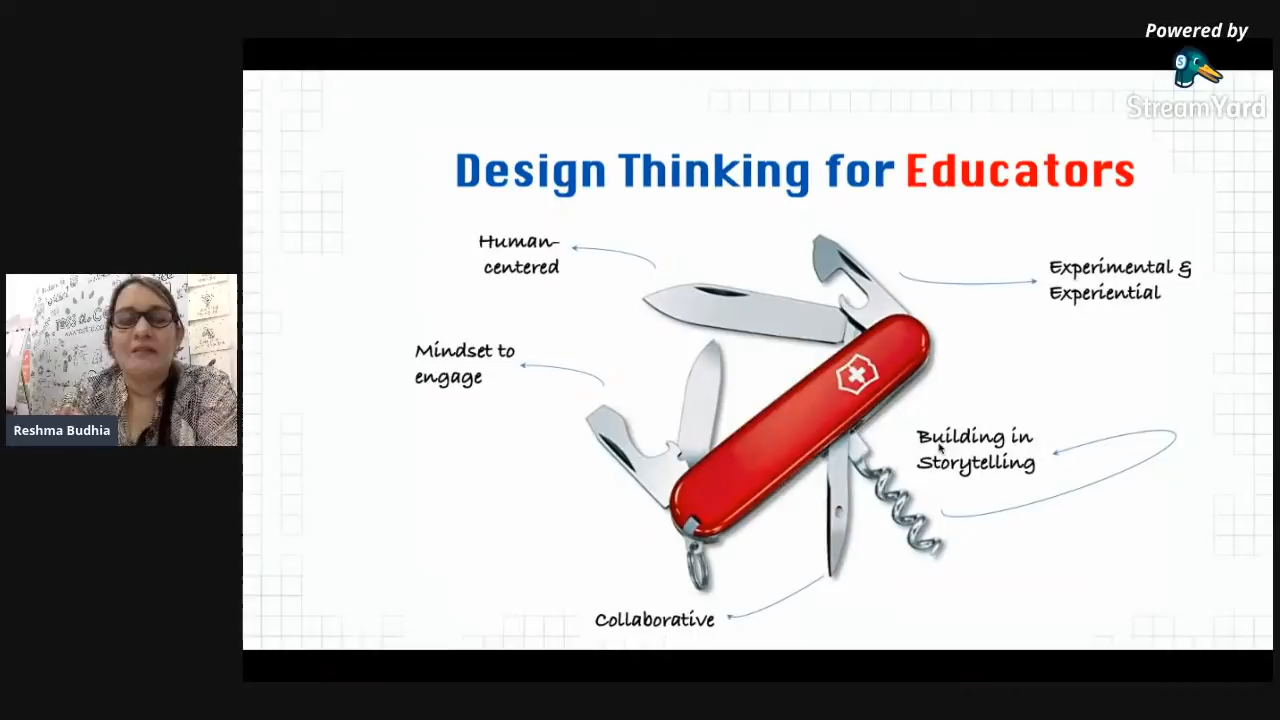 Powered by
StreamYard
Design Thinking for Educators
Human-
centered
Experimental &
Experiential
Mindset to
engage
Building in
Storytelling
Collaborative
Reshma Budhia